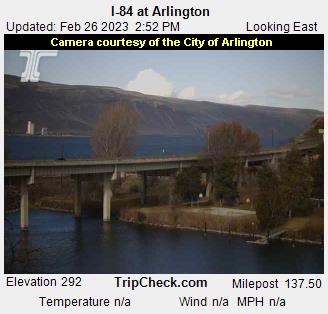 I-84 at Arlington
Updated: Feb 26 2023 2:52 PM Looking East
Camera courtesy of the City of Arlington
Elevation 292 TripCheck.com Milepost 137.50
Temperature n/a Wind n/a MPH n/a